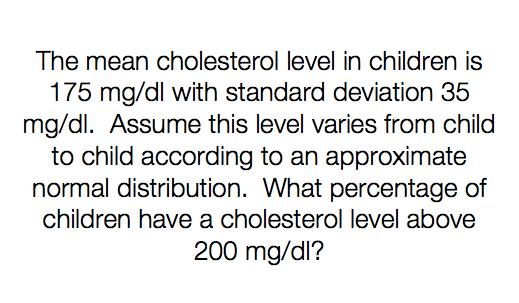 The mean cholesterol level in children is
175 mg/dl with standard deviation 35
mg/dl.  Assume this level varies from child
to child according to an approximate
normal distribution.  What percentage of
children have a cholesterol level above
200 mg/dl?